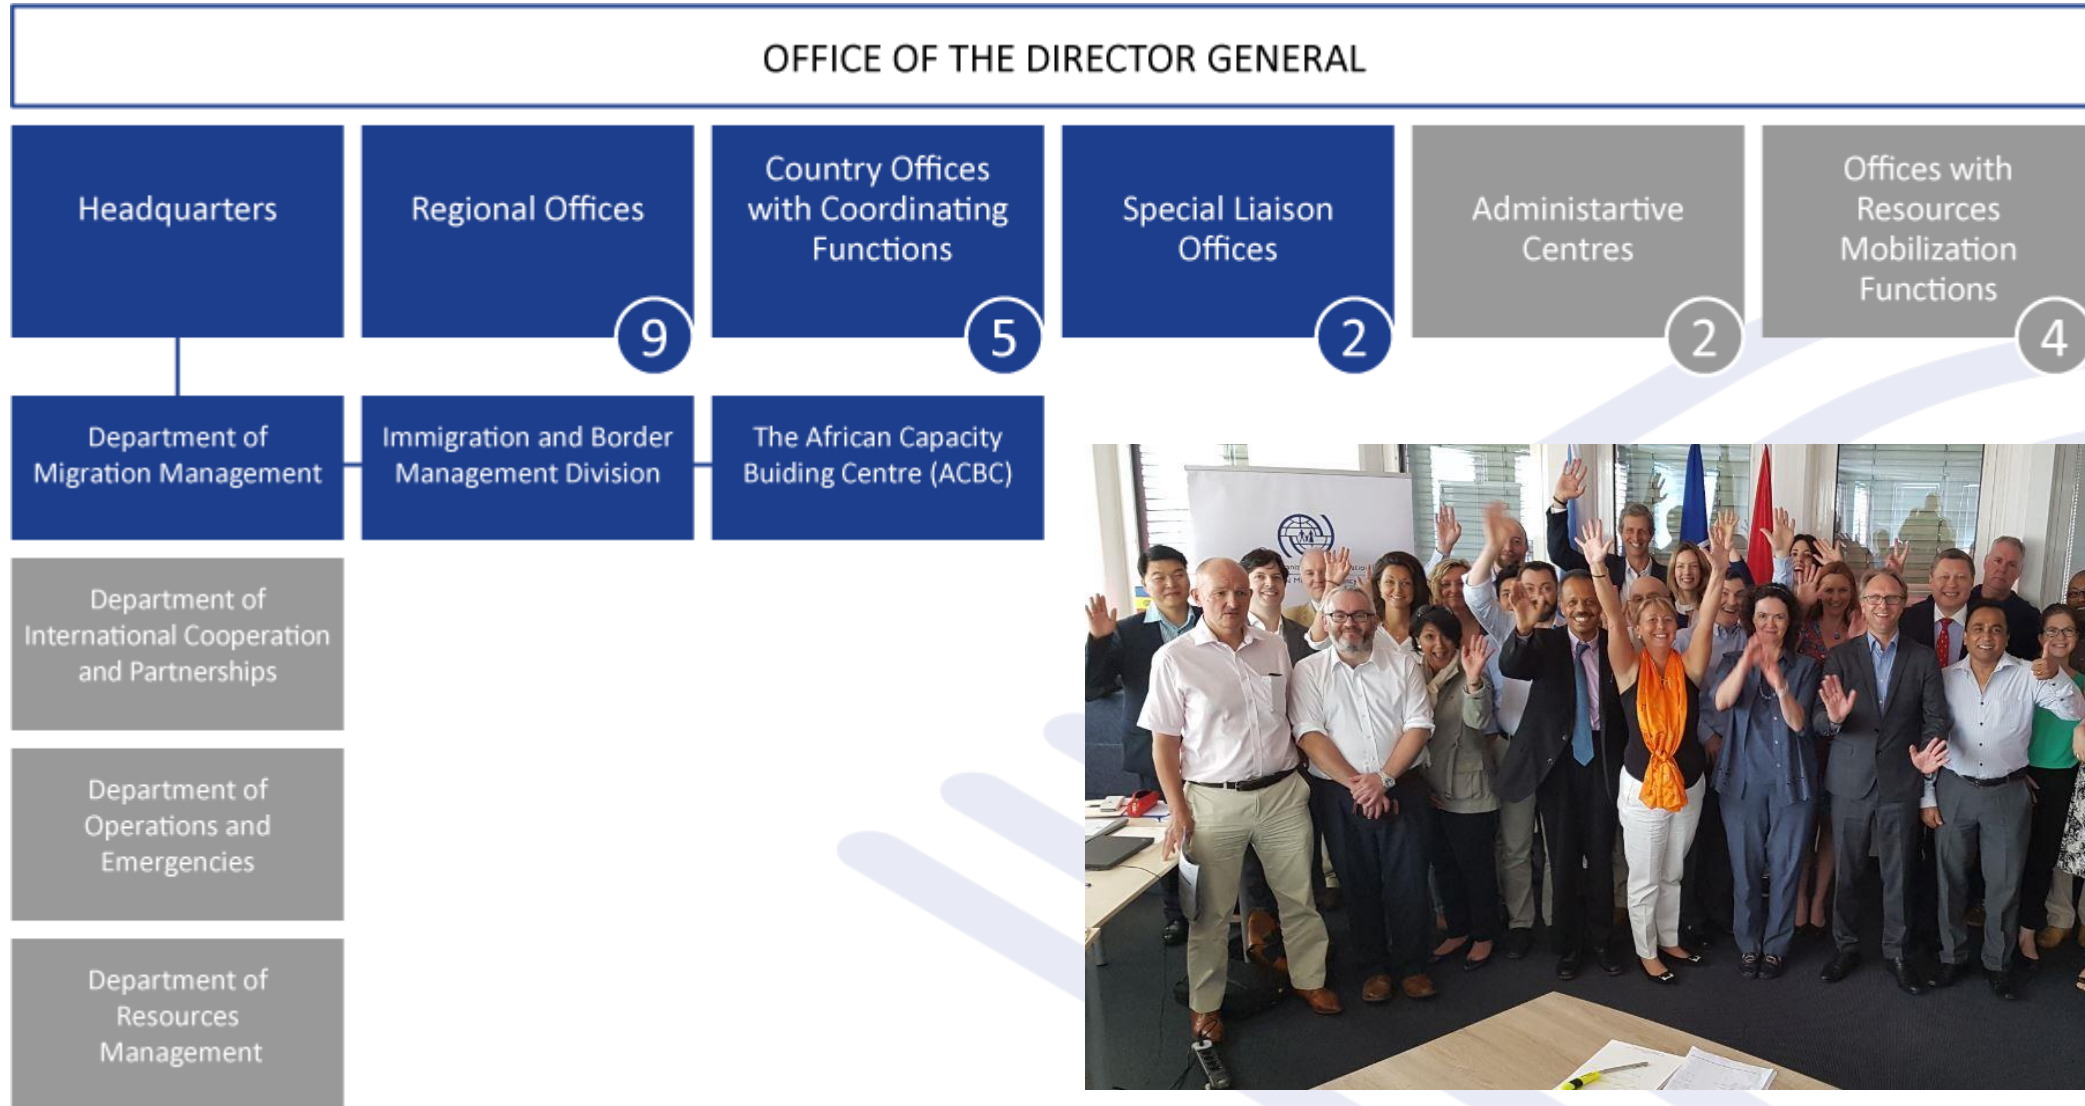 OFFICE OF THE DIRECTOR GENERAL
Headquarters
Regional Offices
9
Country Offices
with Coordinating
Functions
5
Special Liaison
Offices
2
Administartive
Centres
2
Offices with
Resources
Mobilization
Functions
4
Department of
Migration Management
Immigration and Border
Management Division
The African Capacity
Buiding Centre (ACBC)
Department of
International Cooperation
and Partnerships
Department of
Operations and
Emergencies
Department of
Resources
Management